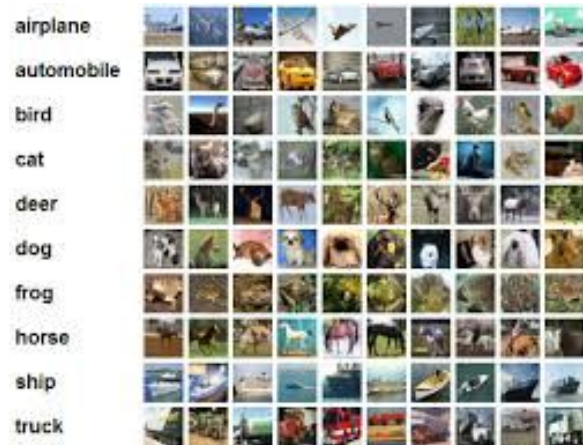 airplane
automobile
bird
cat
deer
dog
frog
horse
ship
truck